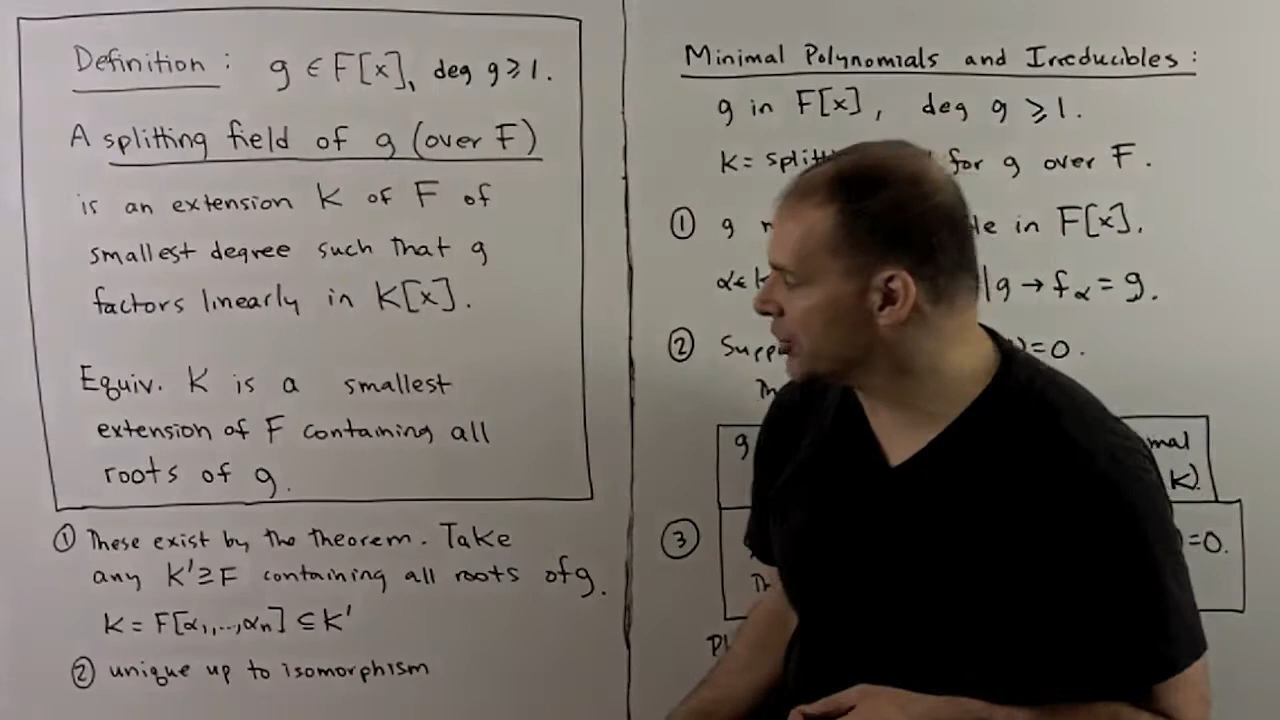 Definition: g ∈ F[x], deg g ≥ 1.
A splitting field of g (over F)
is an extension K of F of
smallest degree such that g
factors linearly in K[x].
Equiv. K is a smallest
extension of F containing all
roots of g.
① These exist by the theorem. Take
any K' ⊇ F containing all roots of g.
K = F[α₁,...,αₙ] ⊆ K'
② unique up to isomorphism
Minimal Polynomials and Irreducibles:
g in F[x], deg g ≥ 1.
K = for g over F.
① g in F[x].
α ∈ K |g → fα = g.
② =0.
g
K).
③ =0.